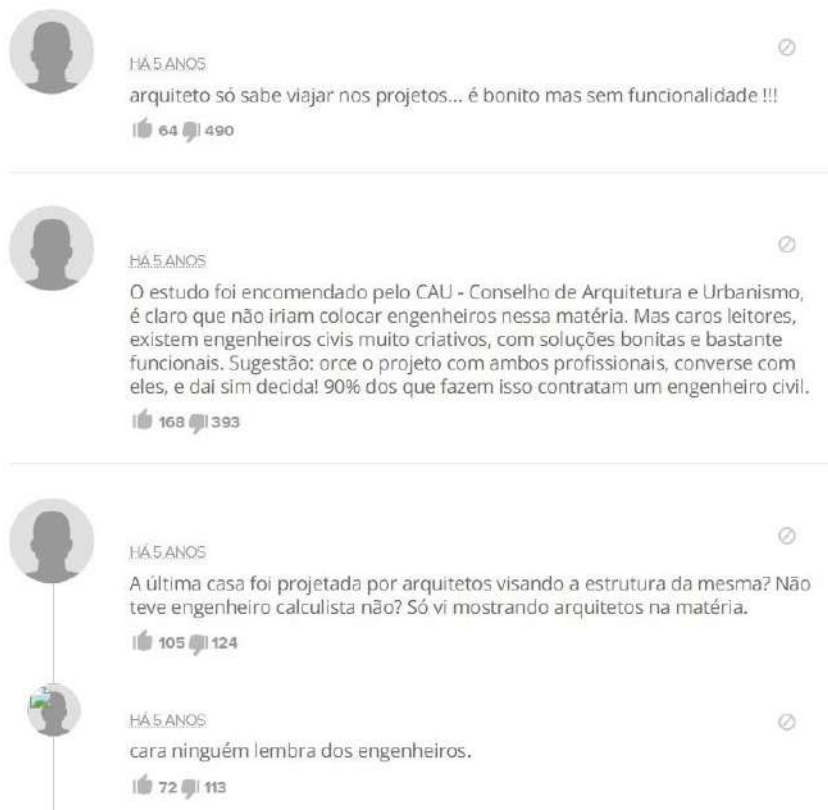 HÁ 5 ANOS
arquiteto só sabe viajar nos projetos... é bonito mas sem funcionalidade !!!
64 490
HÁ 5 ANOS
O estudo foi encomendado pelo CAU - Conselho de Arquitetura e Urbanismo,
é claro que não iriam colocar engenheiros nessa matéria. Mas caros leitores,
existem engenheiros civis muito criativos, com soluções bonitas e bastante
funcionais. Sugestão: orce o projeto com ambos profissionais, converse com
eles, e dai sim decida! 90% dos que fazem isso contratam um engenheiro civil.
168 393
HÁ 5 ANOS
A última casa foi projetada por arquitetos visando a estrutura da mesma? Não
teve engenheiro calculista não? Só vi mostrando arquitetos na matéria.
105 124
HÁ 5 ANOS
cara ninguém lembra dos engenheiros.
72 113